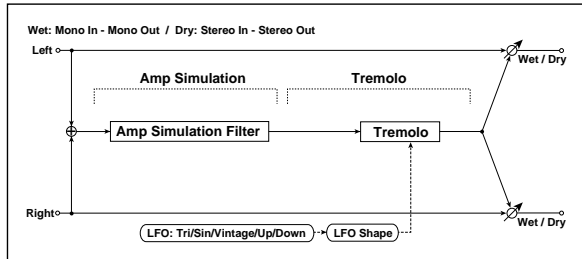 Wet: Mono In - Mono Out / Dry: Stereo In - Stereo Out
Left
Wet / Dry
Amp Simulation
Tremolo
Amp Simulation Filter
Tremolo
Right
Wet / Dry
LFO: Tri/Sin/Vintage/Up/Down
LFO Shape